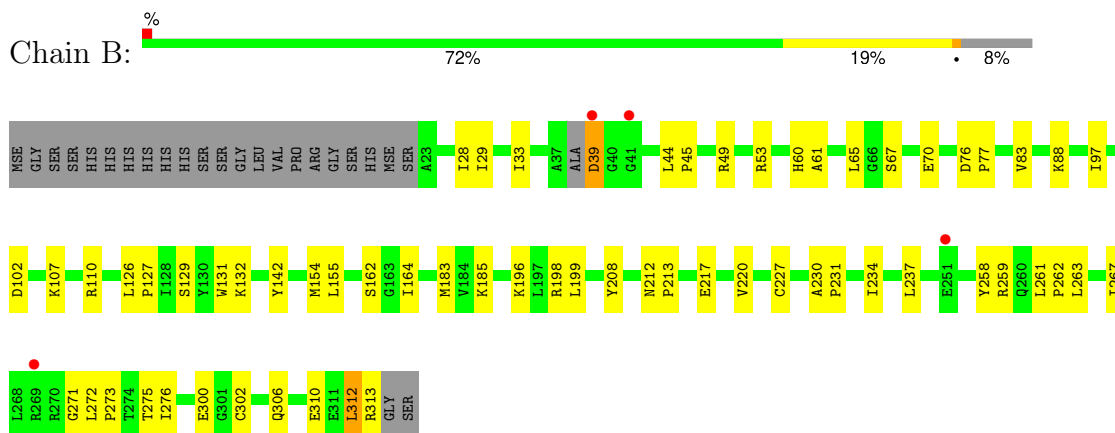 %
Chain B:
72% 19% • 8%
MSE GLY SER SER HIS HIS HIS HIS HIS HIS SER SER GLY LEU VAL PRO ARG GLY SER HIS MSE SER A23 I28 I29 I33 A37 ALA D39 G40 G41 L44 P45 R49 R53 H60 A61 L65 G66 S67 E70 D76 P77 V83 K88 I97
D102 K107 R110 L126 P127 I128 S129 Y130 W131 K132 Y142 M154 L155 S162 G163 I164 M183 V184 K185 K196 L197 R198 L199 Y208 N212 P213 E217 V220 C227 A230 P231 I234 L237 E251 Y258 R259 Q260 L261 P262 L263 I267
L268 R269 R270 G271 L272 P273 T274 T275 I276 E300 G301 C302 Q306 E310 E311 L312 R313 GLY SER